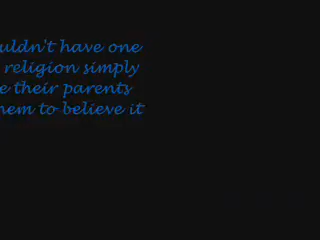 uldn't have one
religion simply
e their parents
hem to believe it